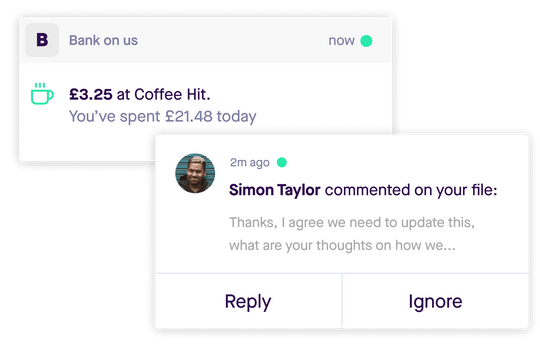 B Bank on us now
£3.25 at Coffee Hit.
You’ve spent £21.48 today
2m ago
Simon Taylor commented on your file:
Thanks, I agree we need to update this,
what are your thoughts on how we...
Reply Ignore